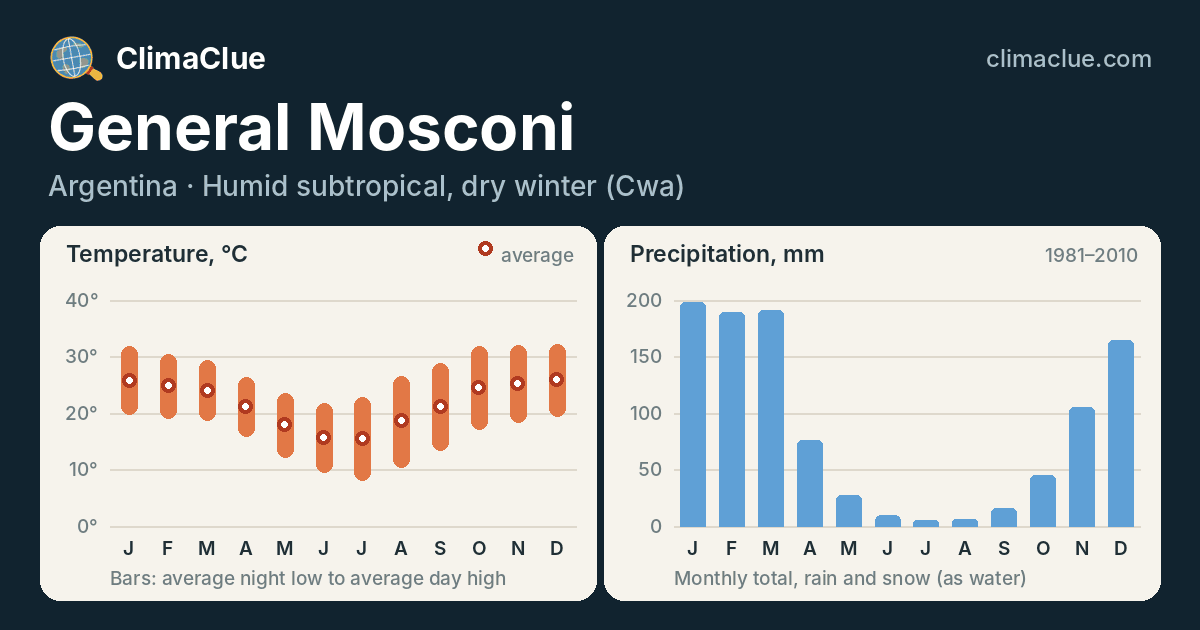 ClimaClue
climaclue.com
General Mosconi
Argentina · Humid subtropical, dry winter (Cwa)
Temperature, °C
average
40°
30°
20°
10°
0°
J F M A M J J A S O N D
Bars: average night low to average day high
Precipitation, mm
1981–2010
200
150
100
50
0
J F M A M J J A S O N D
Monthly total, rain and snow (as water)